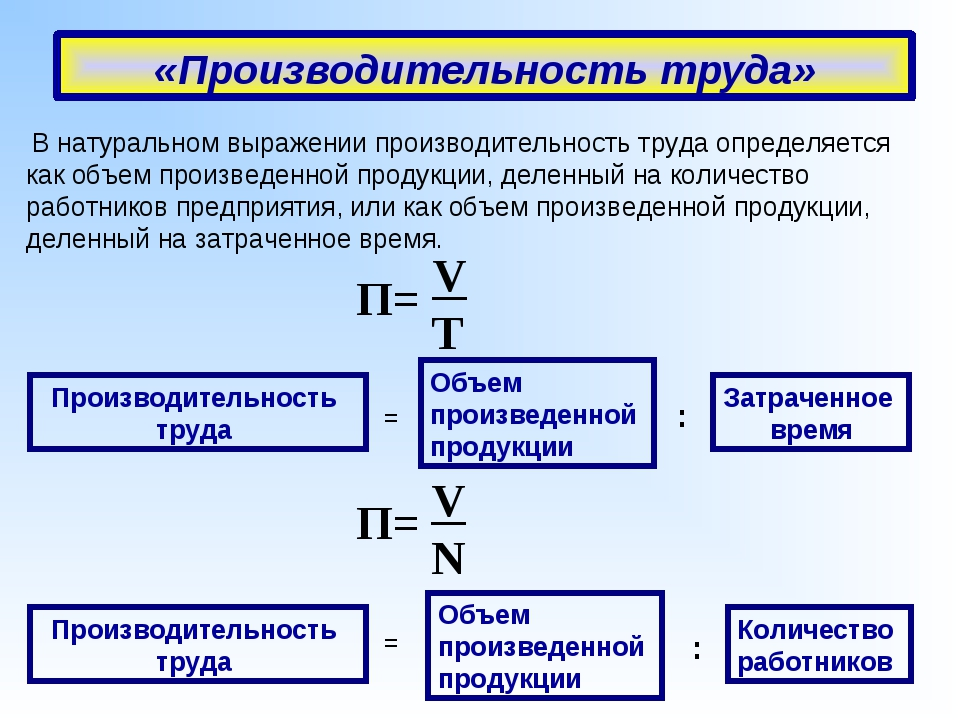 «Производительность труда»
В натуральном выражении производительность труда определяется
как объем произведенной продукции, деленный на количество
работников предприятия, или как объем произведенной продукции,
деленный на затраченное время.
П= V
T
Производительность
труда
=
Объем
произведенной
продукции
:
Затраченное
время
П= V
N
Производительность
труда
=
Объем
произведенной
продукции
:
Количество
работников